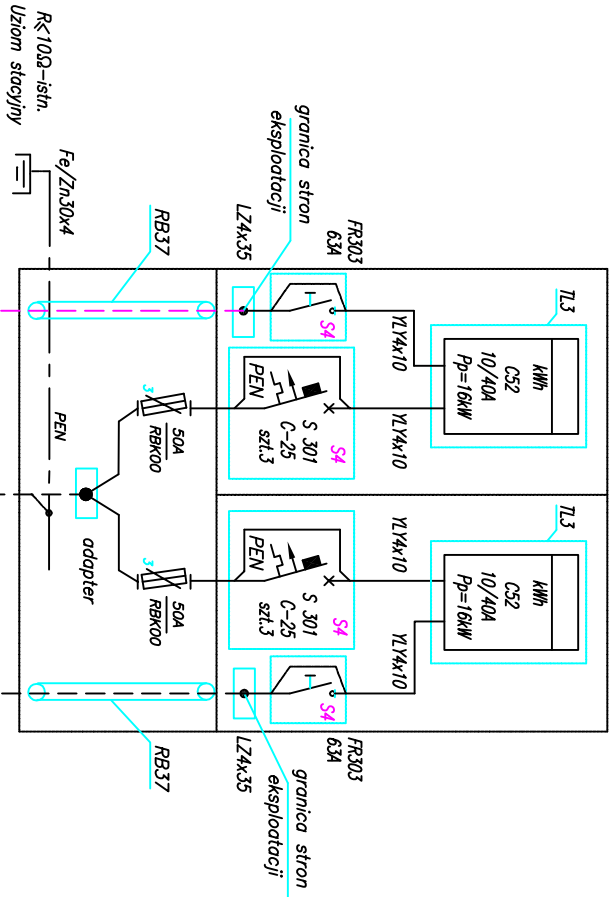 TL3
kWh
C52
10/40A
Pp=16kW
TL3
kWh
C52
10/40A
Pp=16kW
YLY4x10
YLY4x10
YLY4x10
YLY4x10
FR303
63A
S4
S4
S 301
C-25
szt.3
PEN
S4
S 301
C-25
szt.3
PEN
S4
FR303
63A
LZ4x35
granica stron
eksploatacji
LZ4x35
granica stron
eksploatacji
RB37
3
50A
RBK00
3
50A
RBK00
RB37
adapter
PEN
Fe/Zn30x4
R≤10Ω-istn.
Uziom stacyjny